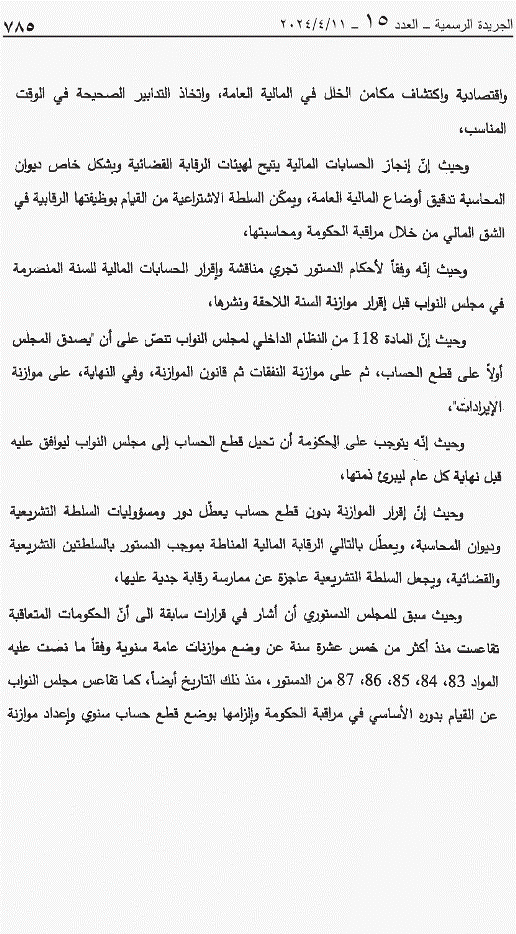 الجريدة الرسمية ــ العدد ١٥ ــ ٢٠٢٤/٤/١١ ٧٨٥
واقتصادية واكتشاف مكامن الخلل في المالية العامة، واتخاذ التدابير الصحيحة في الوقت
المناسب،
وحيث إنّ إنجاز الحسابات المالية يتيح لهيئات الرقابة القضائية وبشكل خاص ديوان
المحاسبة تدقيق أوضاع المالية العامة، ويمكّن السلطة الاشتراعية من القيام بوظيفتها الرقابية في
الشق المالي من خلال مراقبة الحكومة ومحاسبتها،
وحيث إنّه وفقاً لأحكام الدستور تجري مناقشة وإقرار الحسابات المالية للسنة المنصرمة
في مجلس النواب قبل إقرار موازنة السنة اللاحقة ونشرها،
وحيث إنّ المادة 118 من النظام الداخلي لمجلس النواب تنصّ على أن "يصدق المجلس
أولاً على قطع الحساب، ثم على موازنة النفقات ثم قانون الموازنة، وفي النهاية، على موازنة
الإيرادات"،
وحيث إنّه يتوجب على الحكومة أن تحيل قطع الحساب إلى مجلس النواب ليوافق عليه
قبل نهاية كل عام ليبرئ ذمتها،
وحيث إنّ إقرار الموازنة بدون قطع حساب يعطّل دور ومسؤوليات السلطة التشريعية
وديوان المحاسبة، ويعطّل بالتالي الرقابة المالية المناطة بموجب الدستور بالسلطتين التشريعية
والقضائية، ويجعل السلطة التشريعية عاجزة عن ممارسة رقابة جدية عليها،
وحيث سبق للمجلس الدستوري أن أشار في قرارات سابقة الى أنّ الحكومات المتعاقبة
تقاعست منذ أكثر من خمس عشرة سنة عن وضع موازنات عامة سنوية وفقاً ما نصت عليه
المواد 83، 84، 85، 86، 87 من الدستور، منذ ذلك التاريخ أيضاً، كما تقاعس مجلس النواب
عن القيام بدوره الأساسي في مراقبة الحكومة وإلزامها بوضع قطع حساب سنوي وإعداد موازنة